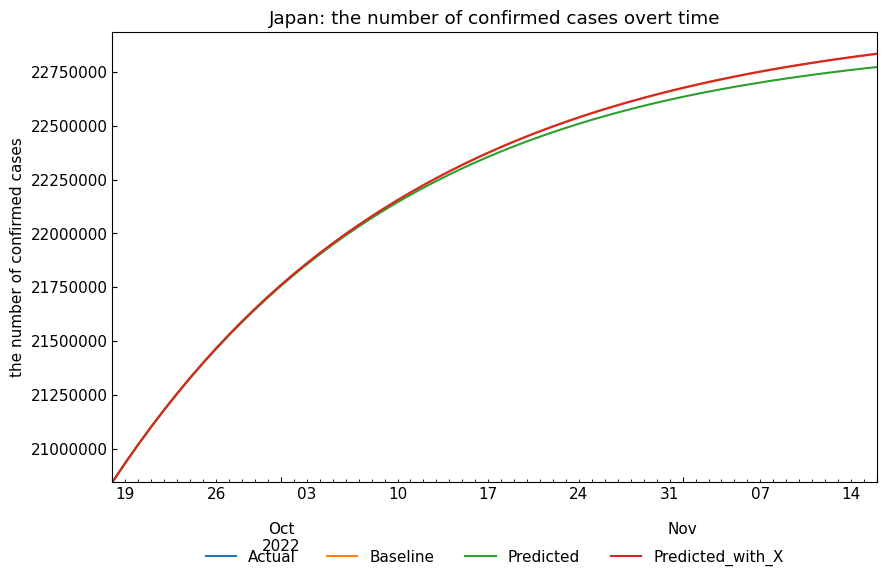 Japan: the number of confirmed cases overt time
the number of confirmed cases
22750000
22500000
22250000
22000000
21750000
21500000
21250000
21000000
19 26 03 10 17 24 31 07 14
Oct Nov
2022
Actual Baseline Predicted Predicted_with_X